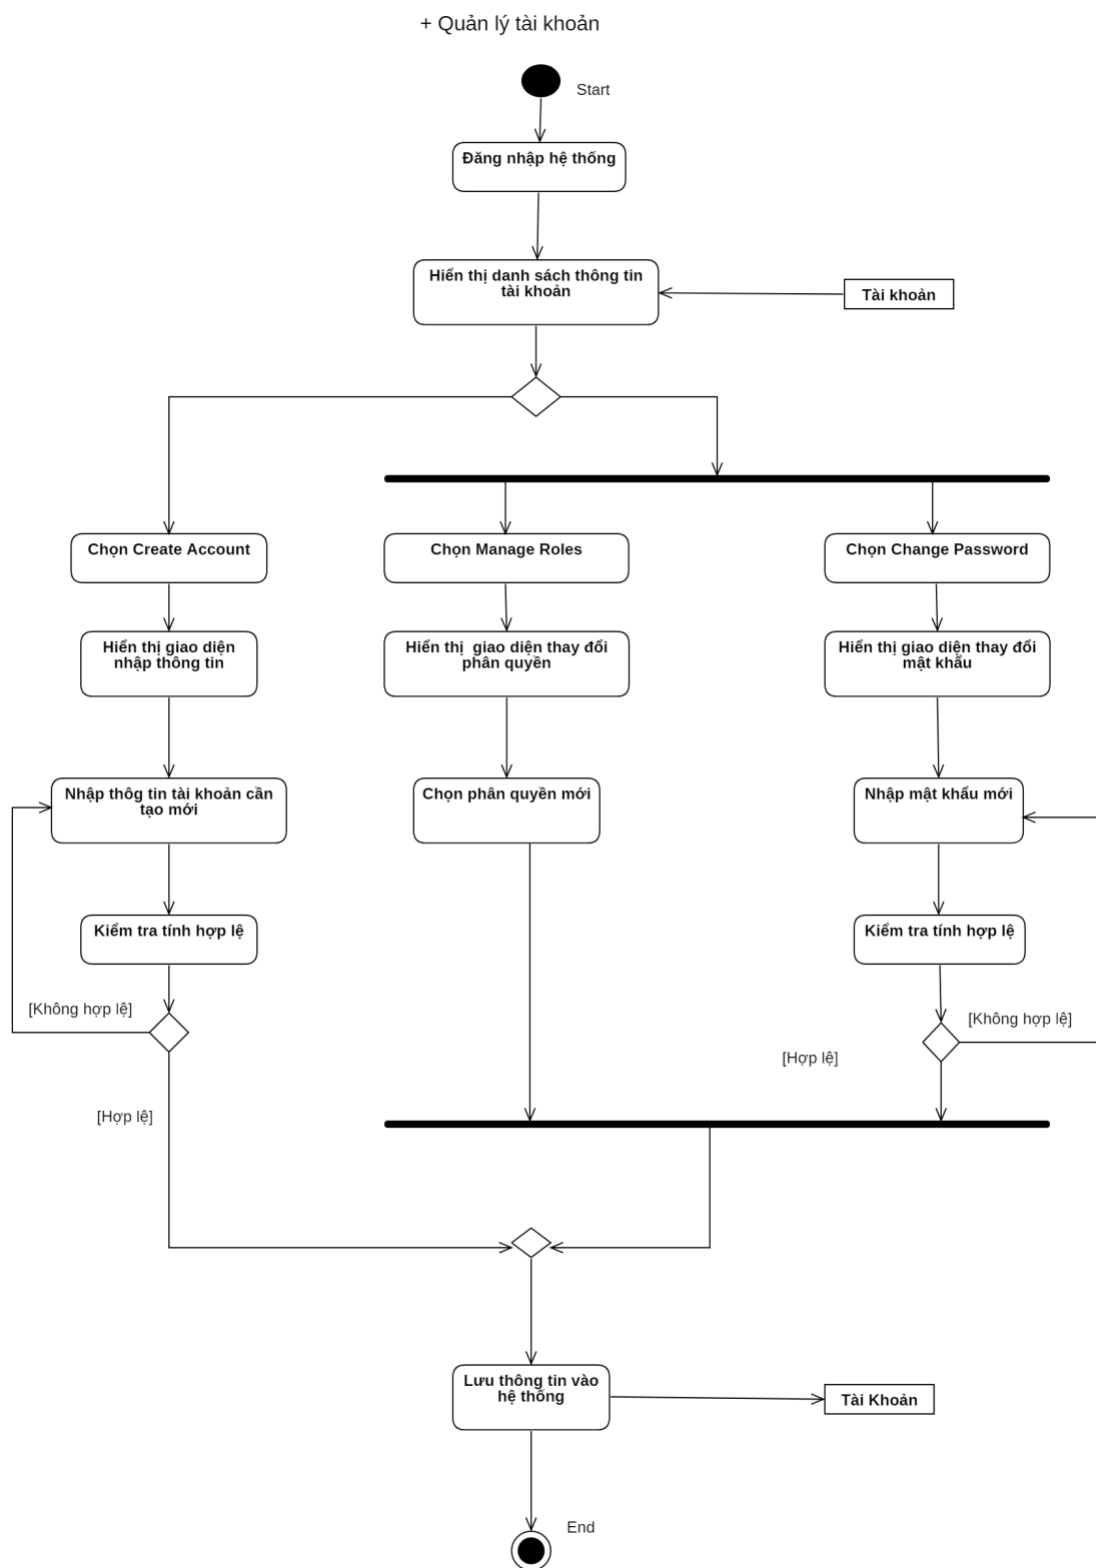 + Quản lý tài khoản
Start
Đăng nhập hệ thống
Hiển thị danh sách thông tin
tài khoản
Tài khoản
Chọn Create Account
Chọn Manage Roles
Chọn Change Password
Hiển thị giao diện
nhập thông tin
Hiển thị  giao diện thay đổi
phân quyền
Hiển thị giao diện thay đổi
mật khẩu
Nhập thôg tin tài khoản cần
tạo mới
Chọn phân quyền mới
Nhập mật khẩu mới
Kiểm tra tính hợp lệ
Kiểm tra tính hợp lệ
[Không hợp lệ]
[Không hợp lệ]
[Hợp lệ]
[Hợp lệ]
Lưu thông tin vào
hệ thống
Tài Khoản
End